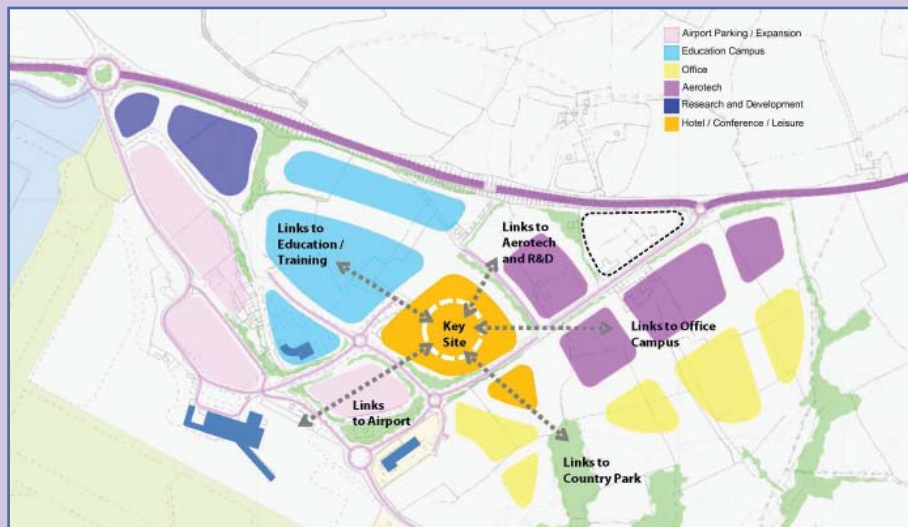 Airport Parking / Expansion
Education Campus
Office
Aerotech
Research and Development
Hotel / Conference / Leisure
Links to
Education /
Training
Links to
Aerotech
and R&D
Key
Site
Links to Office
Campus
Links
to Airport
Links to
Country Park